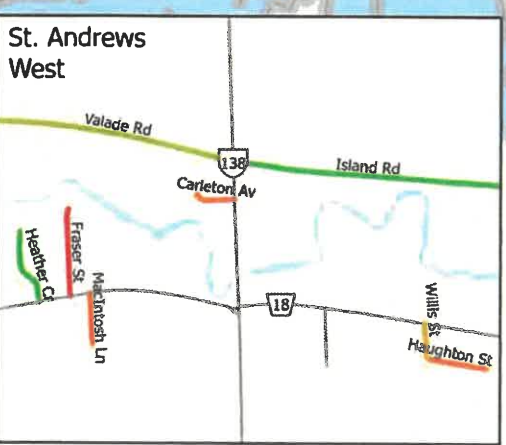 St. Andrews
West
Valade Rd
138
Island Rd
Carleton Av
Heather Cr
Fraser St
MacIntosh Ln
18
Willis St
Haughton St